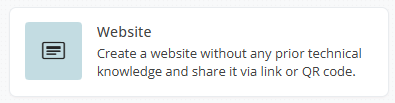 Website
Create a website without any prior technical
knowledge and share it via link or QR code.